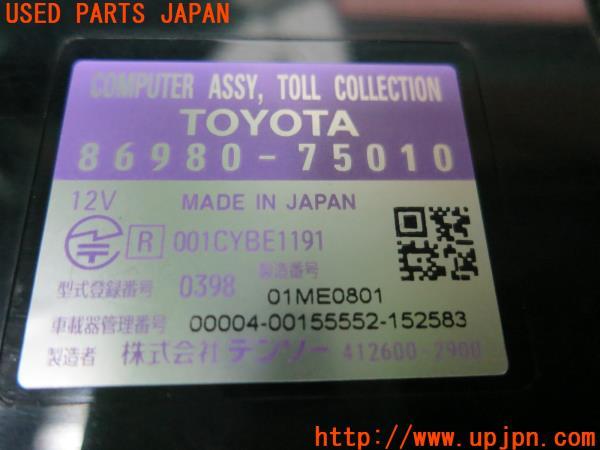 USED PARTS JAPAN
COMPUTER ASSY, TOLL COLLECTION
TOYOTA
86980-75010
12V MADE IN JAPAN
R 001CYBE1191
型式登録番号 0398 製造番号 01ME0801
車載器管理番号 00004-00155552-152583
製造者 株式会社 デンソー 412600-2900
UPJ
http://www.upjpn.com